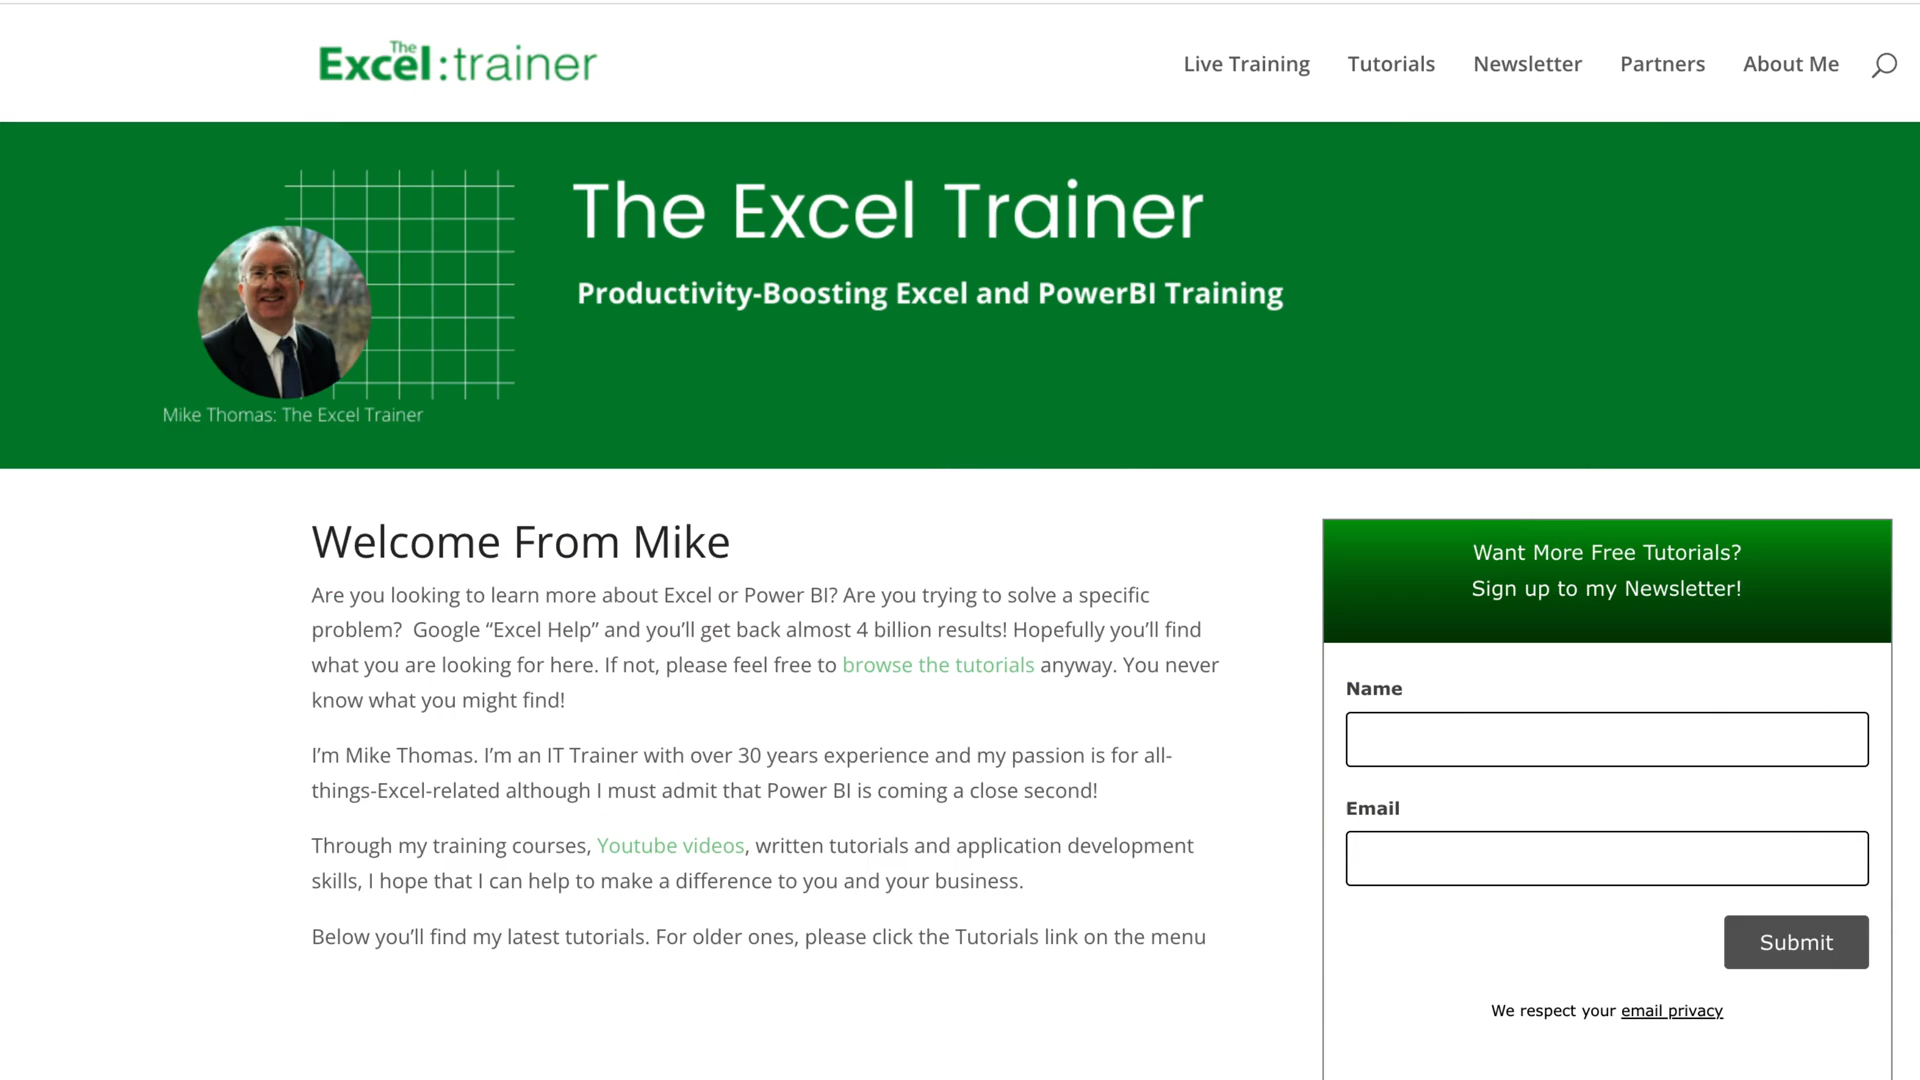 The
Excel:trainer
Live Training
Tutorials
Newsletter
Partners
About Me
The Excel Trainer
Productivity-Boosting Excel and PowerBI Training
Mike Thomas: The Excel Trainer
Welcome From Mike
Are you looking to learn more about Excel or Power BI? Are you trying to solve a specific
problem?  Google “Excel Help” and you’ll get back almost 4 billion results! Hopefully you’ll find
what you are looking for here. If not, please feel free to browse the tutorials anyway. You never
know what you might find!
I’m Mike Thomas. I’m an IT Trainer with over 30 years experience and my passion is for all-
things-Excel-related although I must admit that Power BI is coming a close second!
Through my training courses, Youtube videos, written tutorials and application development
skills, I hope that I can help to make a difference to you and your business.
Below you’ll find my latest tutorials. For older ones, please click the Tutorials link on the menu
Want More Free Tutorials?
Sign up to my Newsletter!
Name
Email
Submit
We respect your email privacy